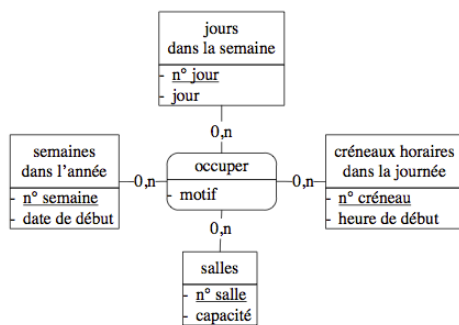 jours
dans la semaine
- n° jour
- jour
0,n
semaines
dans l'année
- n° semaine
- date de début
0,n
occuper
- motif
0,n
créneaux horaires
dans la journée
- n° créneau
- heure de début
0,n
salles
- n° salle
- capacité